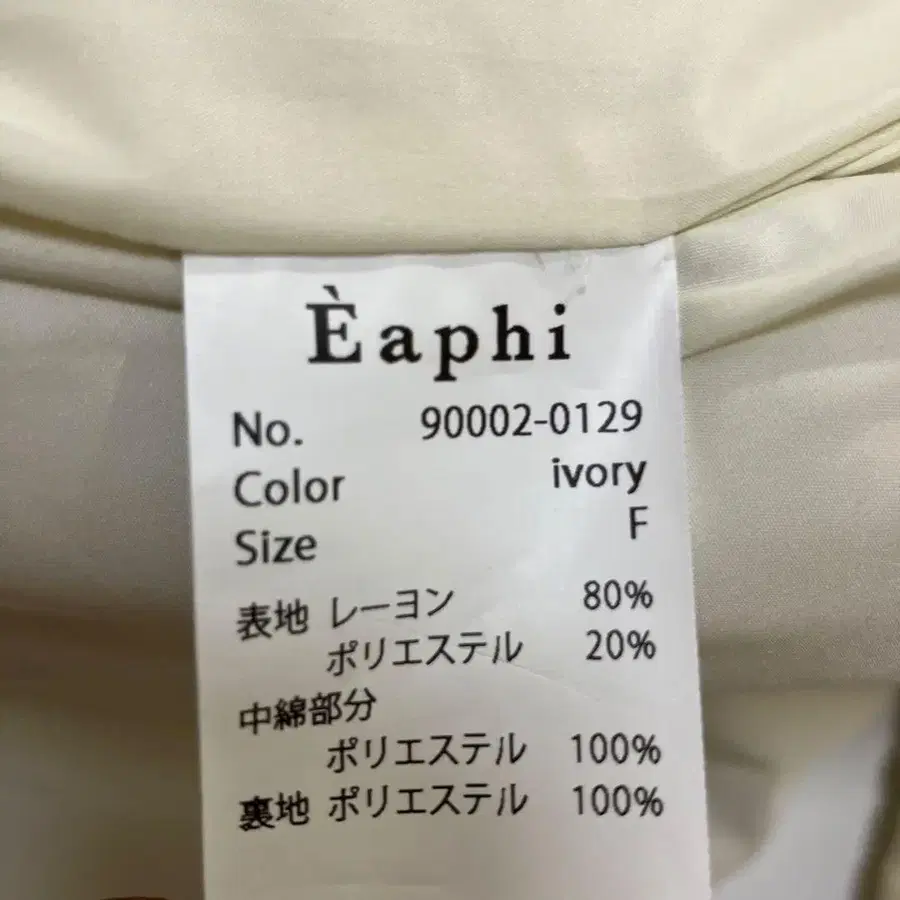 Èaphi
No. 90002-0129
Color ivory
Size F
表地 レーヨン 80%
ポリエステル 20%
中綿部分
ポリエステル 100%
裏地 ポリエステル 100%